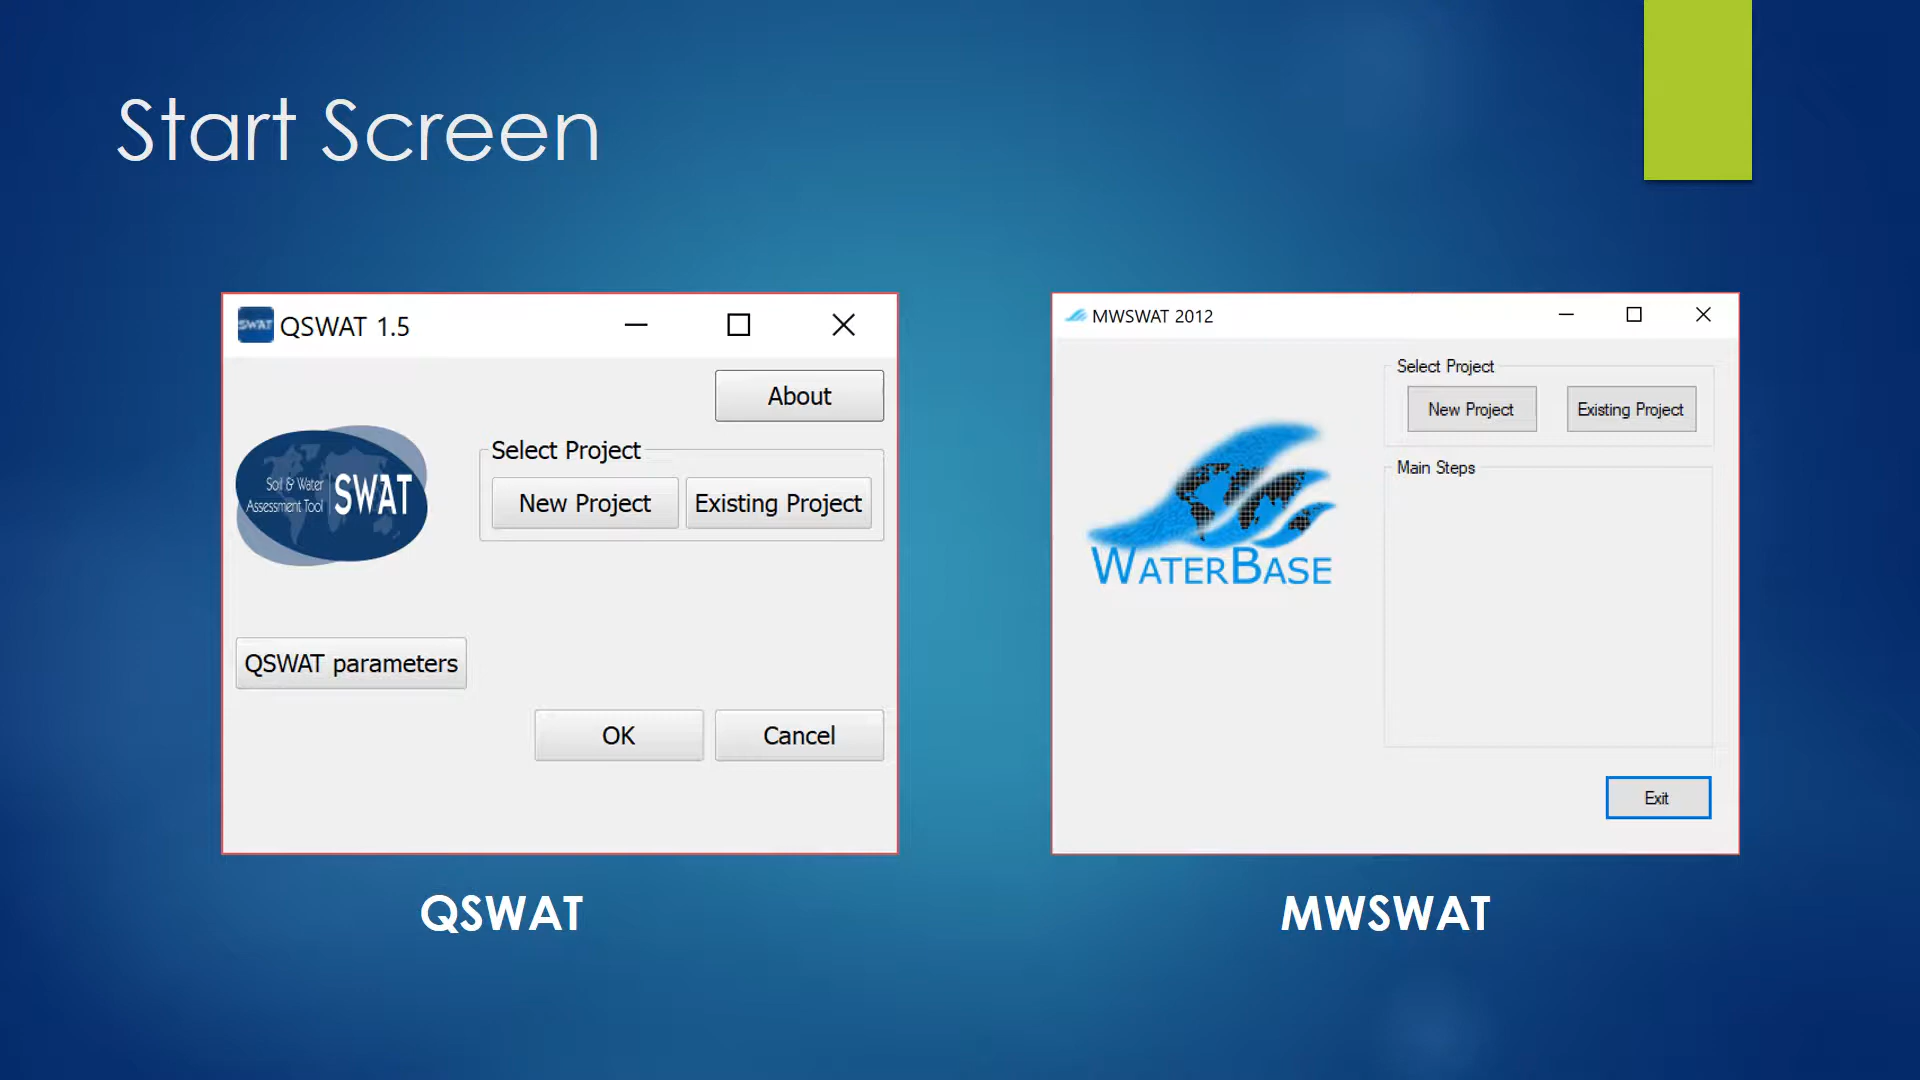 Start Screen
SWAT QSWAT 1.5
About
Soil & Water
Assessment Tool
SWAT
Select Project
New Project Existing Project
QSWAT parameters
OK Cancel
QSWAT
MWSWAT 2012
Select Project
New Project Existing Project
Main Steps
WATERBASE
Exit
MWSWAT